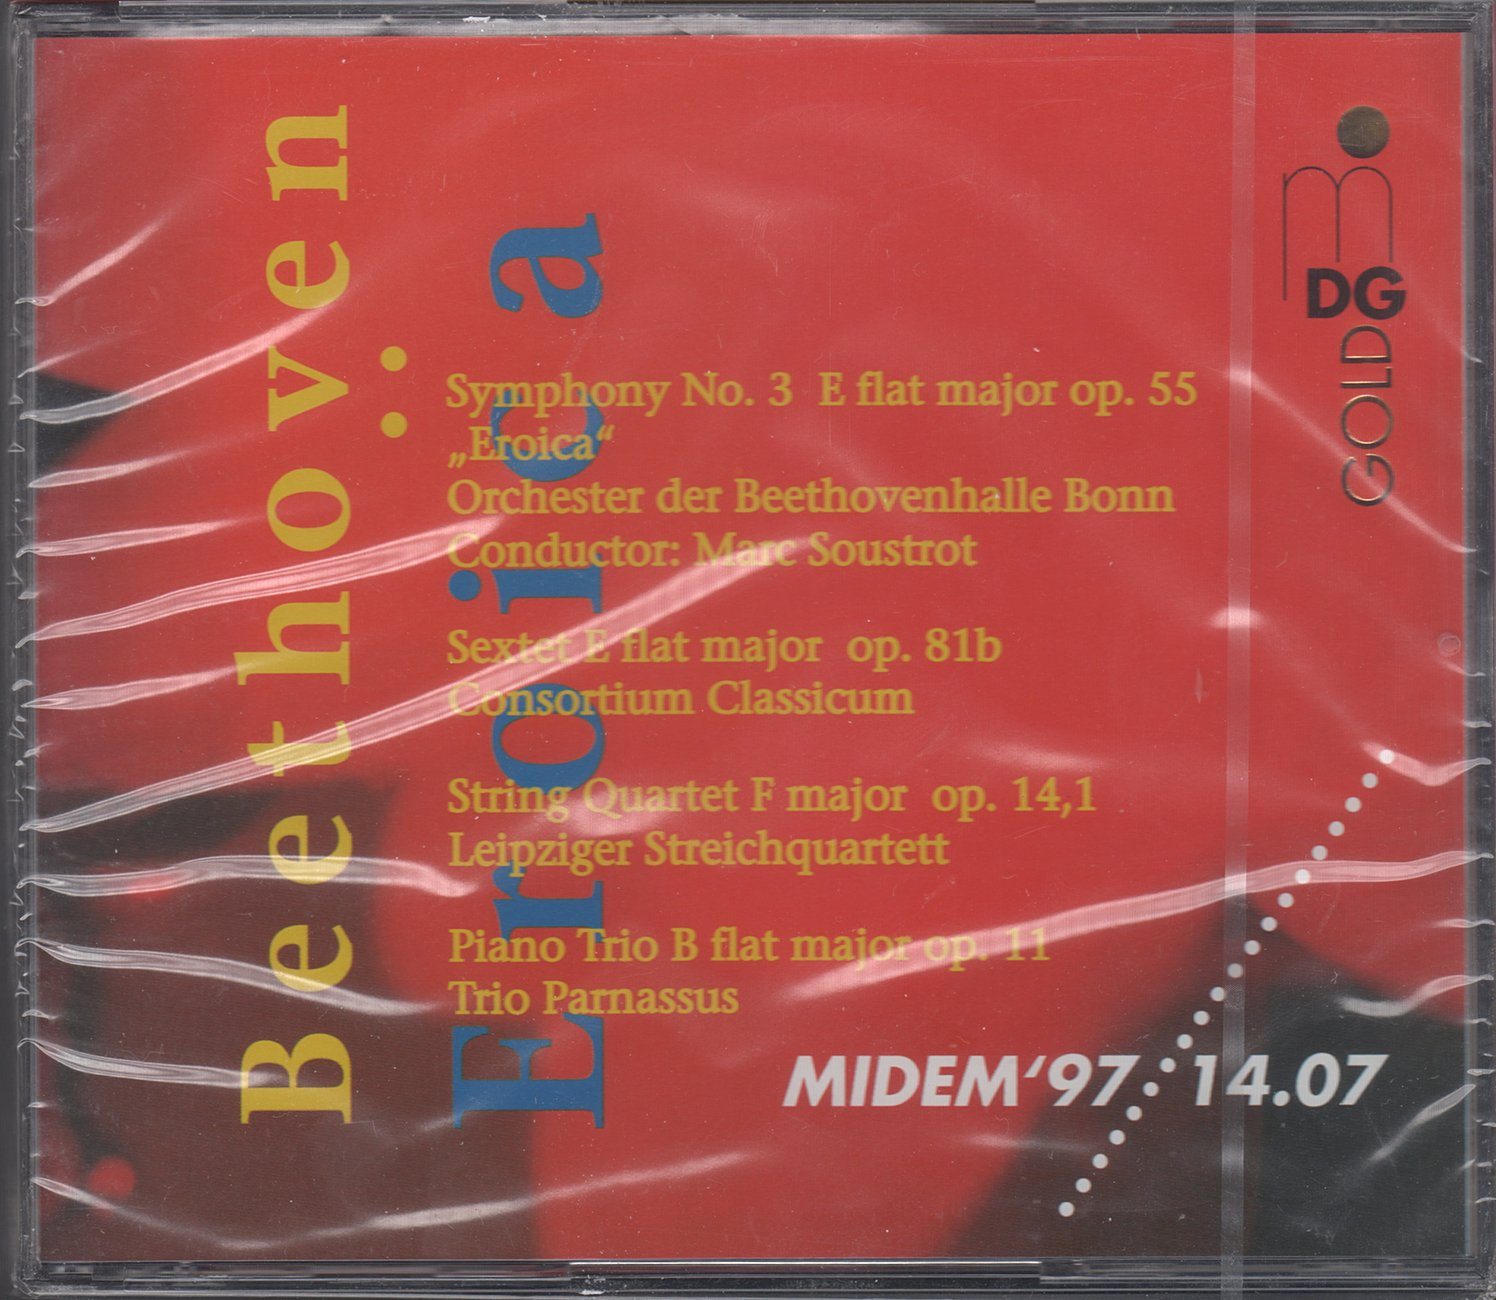 Beethoven
:
Eroica
Symphony No. 3  E flat major op. 55
„Eroica“
Orchester der Beethovenhalle Bonn
Conductor: Marc Soustrot
Sextet E flat major  op. 81b
Consortium Classicum
String Quartet F major  op. 14,1
Leipziger Streichquartett
Piano Trio B flat major op. 11
Trio Parnassus
MIDEM‘97
14.07
MDG
GOLD